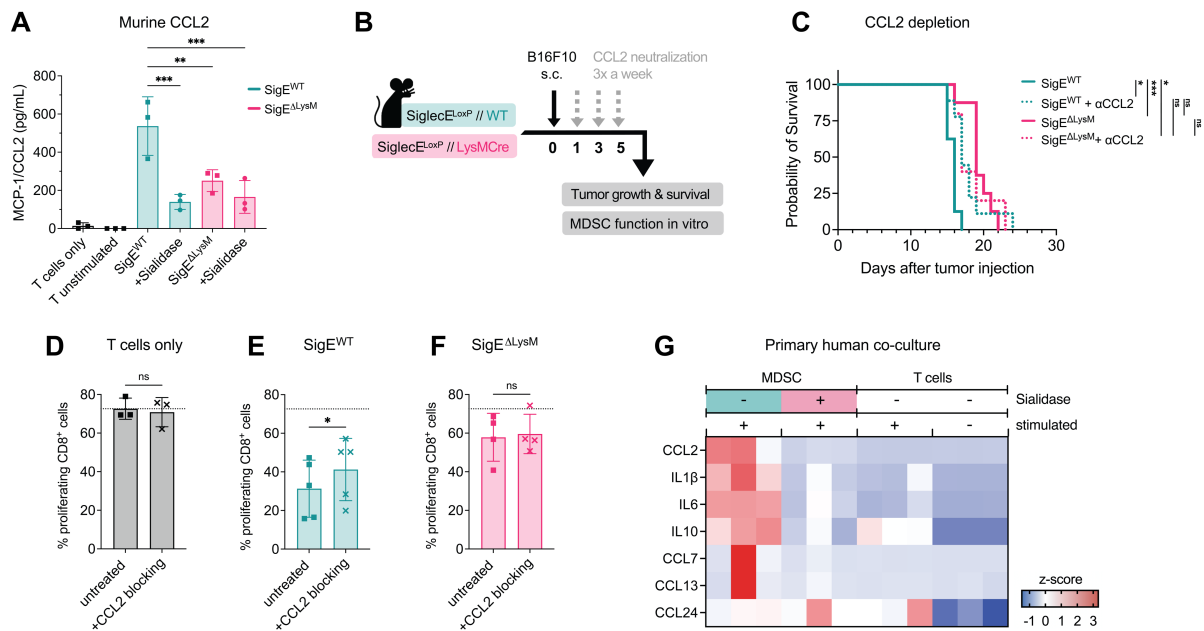 A
Murine CCL2
MCP-1/CCL2 (pg/mL)
800
600
400
200
0
***
**
***
SigE^WT
SigE^ΔLysM
T cells only
T unstimulated
SigE^WT
+Sialidase
SigE^ΔLysM
+Sialidase
B
B16F10
s.c.
CCL2 neutralization
3x a week
SiglecE^LoxP // WT
SiglecE^LoxP // LysMCre
0 1 3 5
Tumor growth & survival
MDSC function in vitro
C
CCL2 depletion
Probability of Survival
100
75
50
25
0
0 10 20 30
Days after tumor injection
SigE^WT
SigE^WT + αCCL2
SigE^ΔLysM
SigE^ΔLysM + αCCL2
*
***
*
ns
ns
ns
D
T cells only
% proliferating CD8⁺ cells
80
60
40
20
0
ns
untreated
+CCL2 blocking
E
SigE^WT
% proliferating CD8⁺ cells
80
60
40
20
0
*
untreated
+CCL2 blocking
F
SigE^ΔLysM
% proliferating CD8⁺ cells
80
60
40
20
0
ns
untreated
+CCL2 blocking
G
Primary human co-culture
MDSC T cells
- + - - Sialidase
+ + + - stimulated
CCL2
IL1β
IL6
IL10
CCL7
CCL13
CCL24
z-score
-1 0 1 2 3